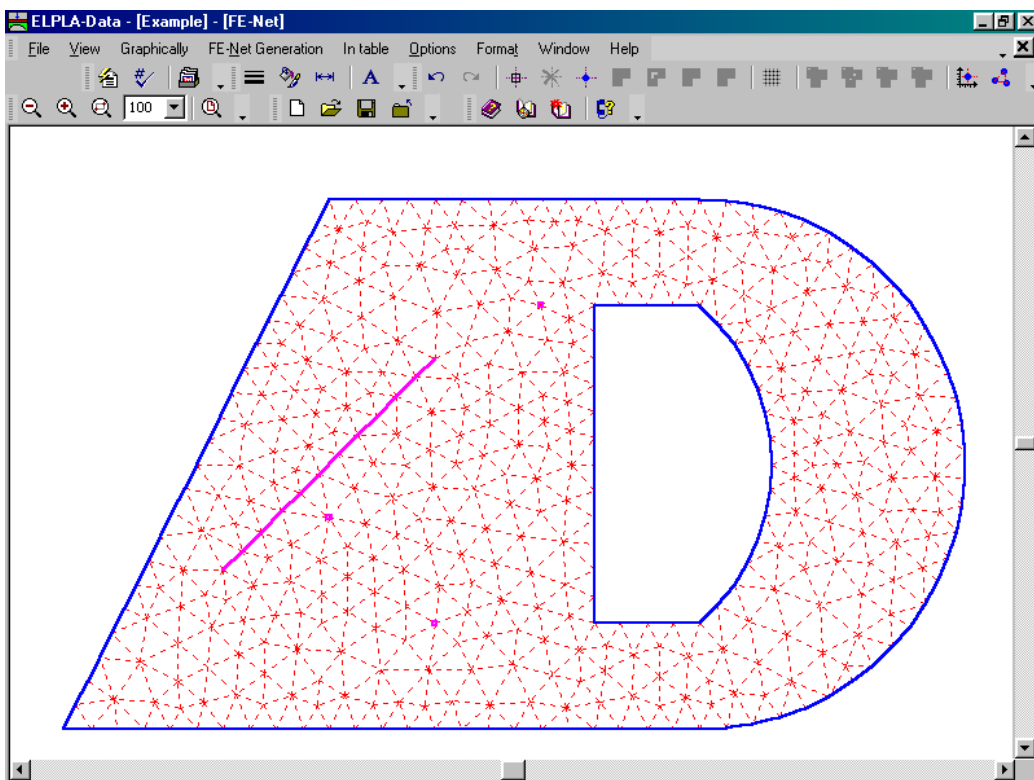 ELPLA-Data - [Example] - [FE-Net]
File View Graphically FE-Net Generation In table Options Format Window Help
A
100